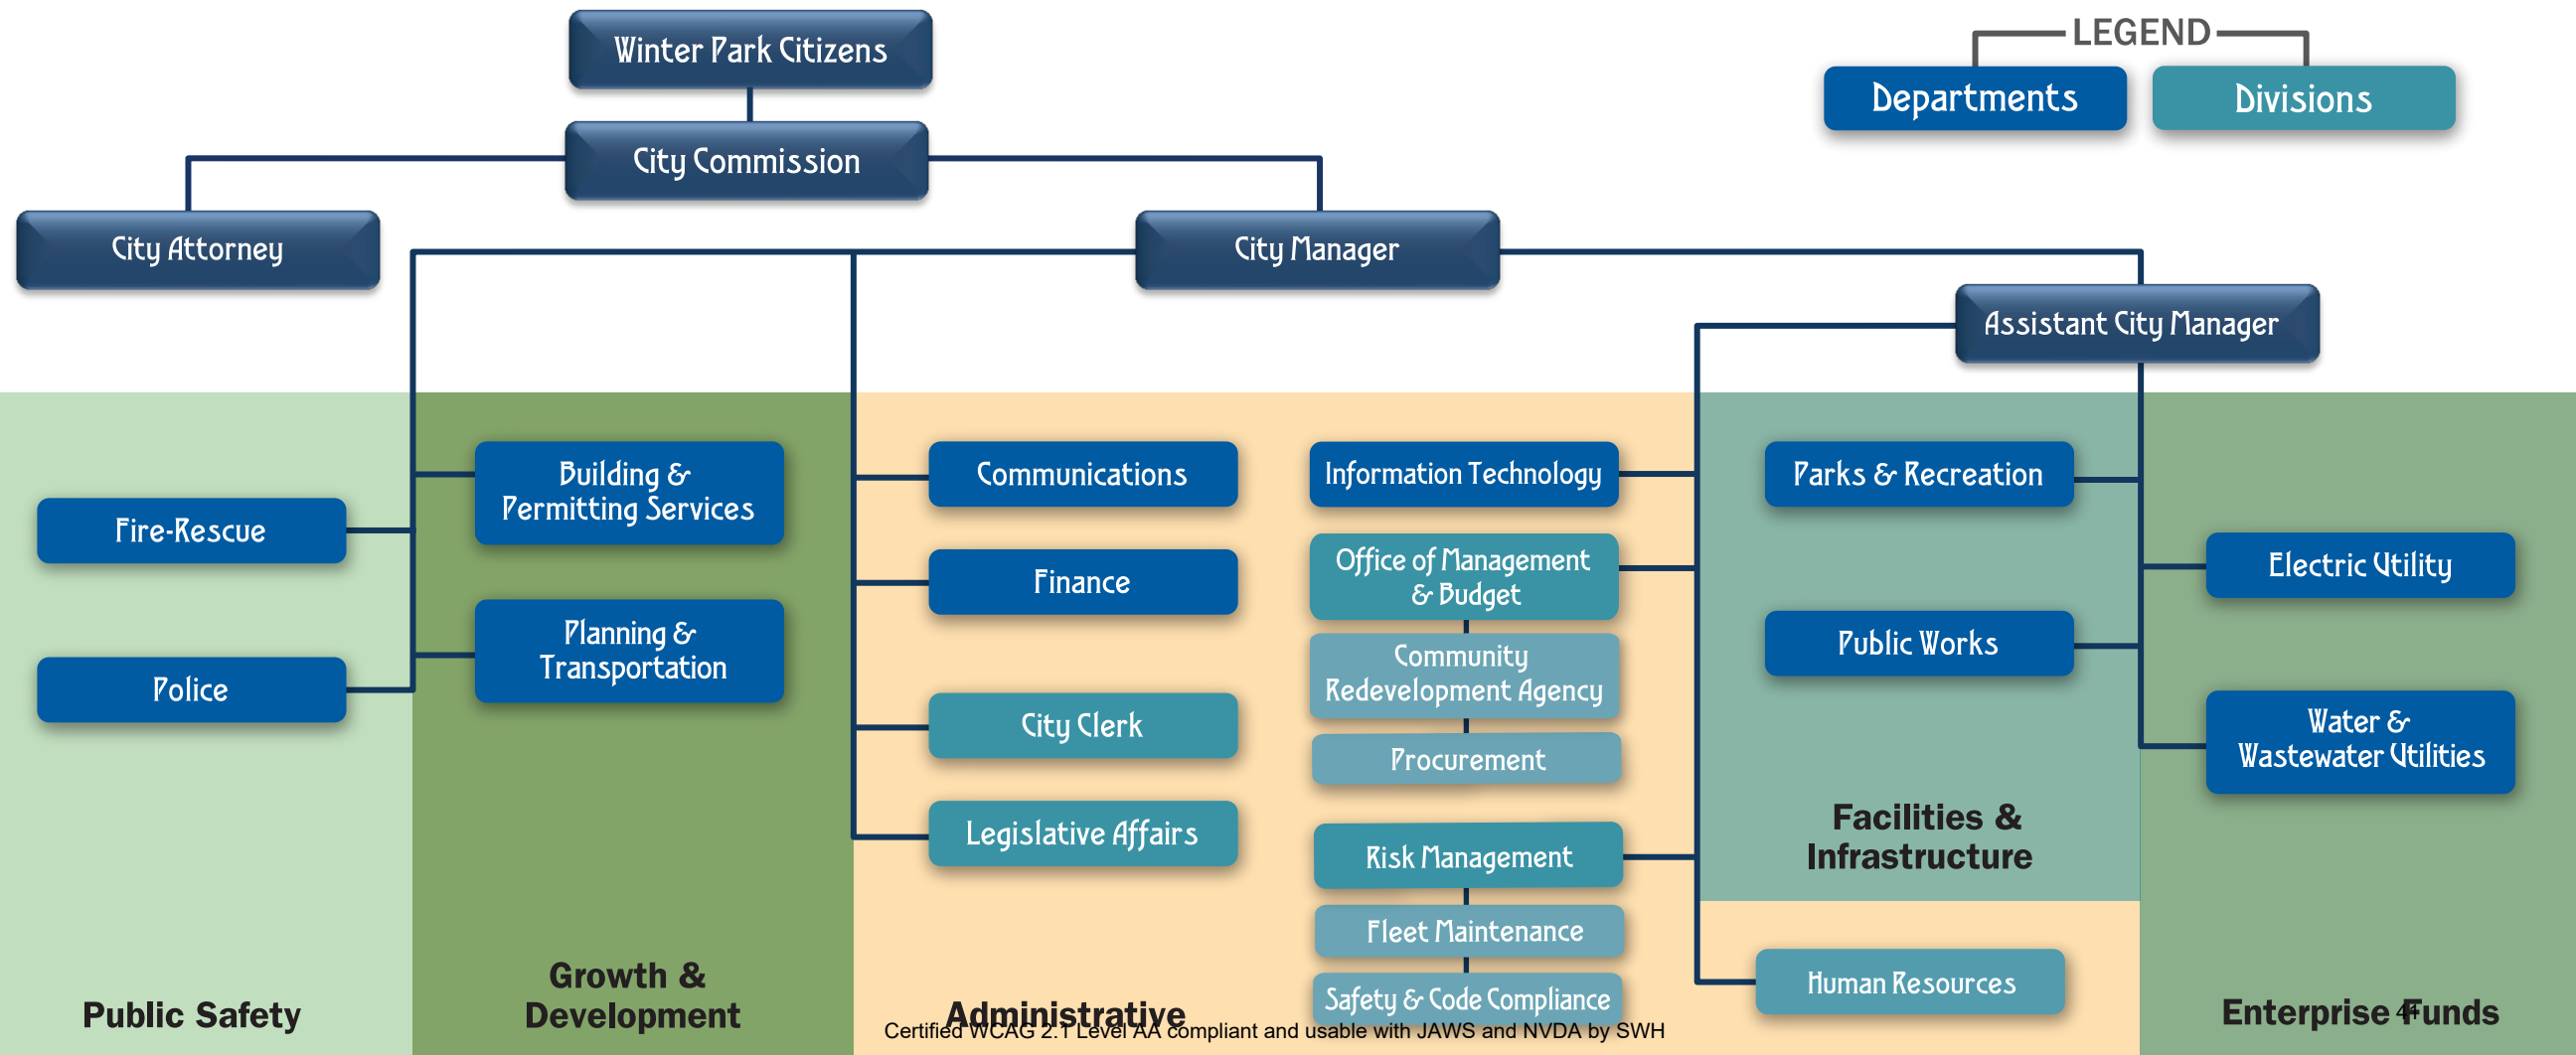 Winter Park Citizens
LEGEND
Departments
Divisions
City Commission
City Attorney
City Manager
Assistant City Manager
Fire-Rescue
Police
Public Safety
Building &
Permitting Services
Planning &
Transportation
Growth &
Development
Communications
Finance
City Clerk
Legislative Affairs
Administrative
Information Technology
Office of Management
& Budget
Community
Redevelopment Agency
Procurement
Risk Management
Fleet Maintenance
Safety & Code Compliance
Parks & Recreation
Public Works
Facilities &
Infrastructure
Human Resources
Electric Utility
Water &
Wastewater Utilities
Enterprise Funds
Certified WCAG 2.1 Level AA compliant and usable with JAWS and NVDA by SWH